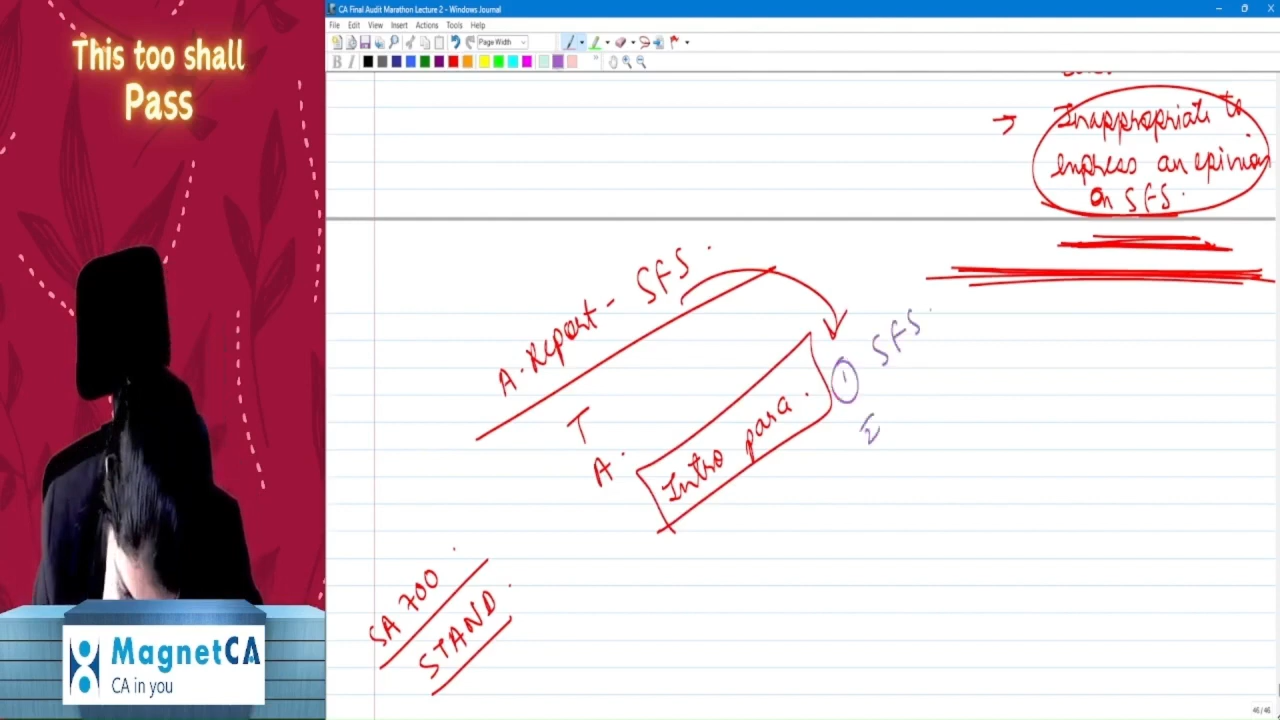 This too shall
Pass
MagnetCA
CA in you
CA Final Audit Marathon Lecture 2 - Windows Journal
File Edit View Insert Actions Tools Help
Page Width
B I
→ Inappropriate to
express an opinion
on SFS.
A. Report - SFS.
T
A.
Intro para.
① SFS.
SA 700
STAND
46/46